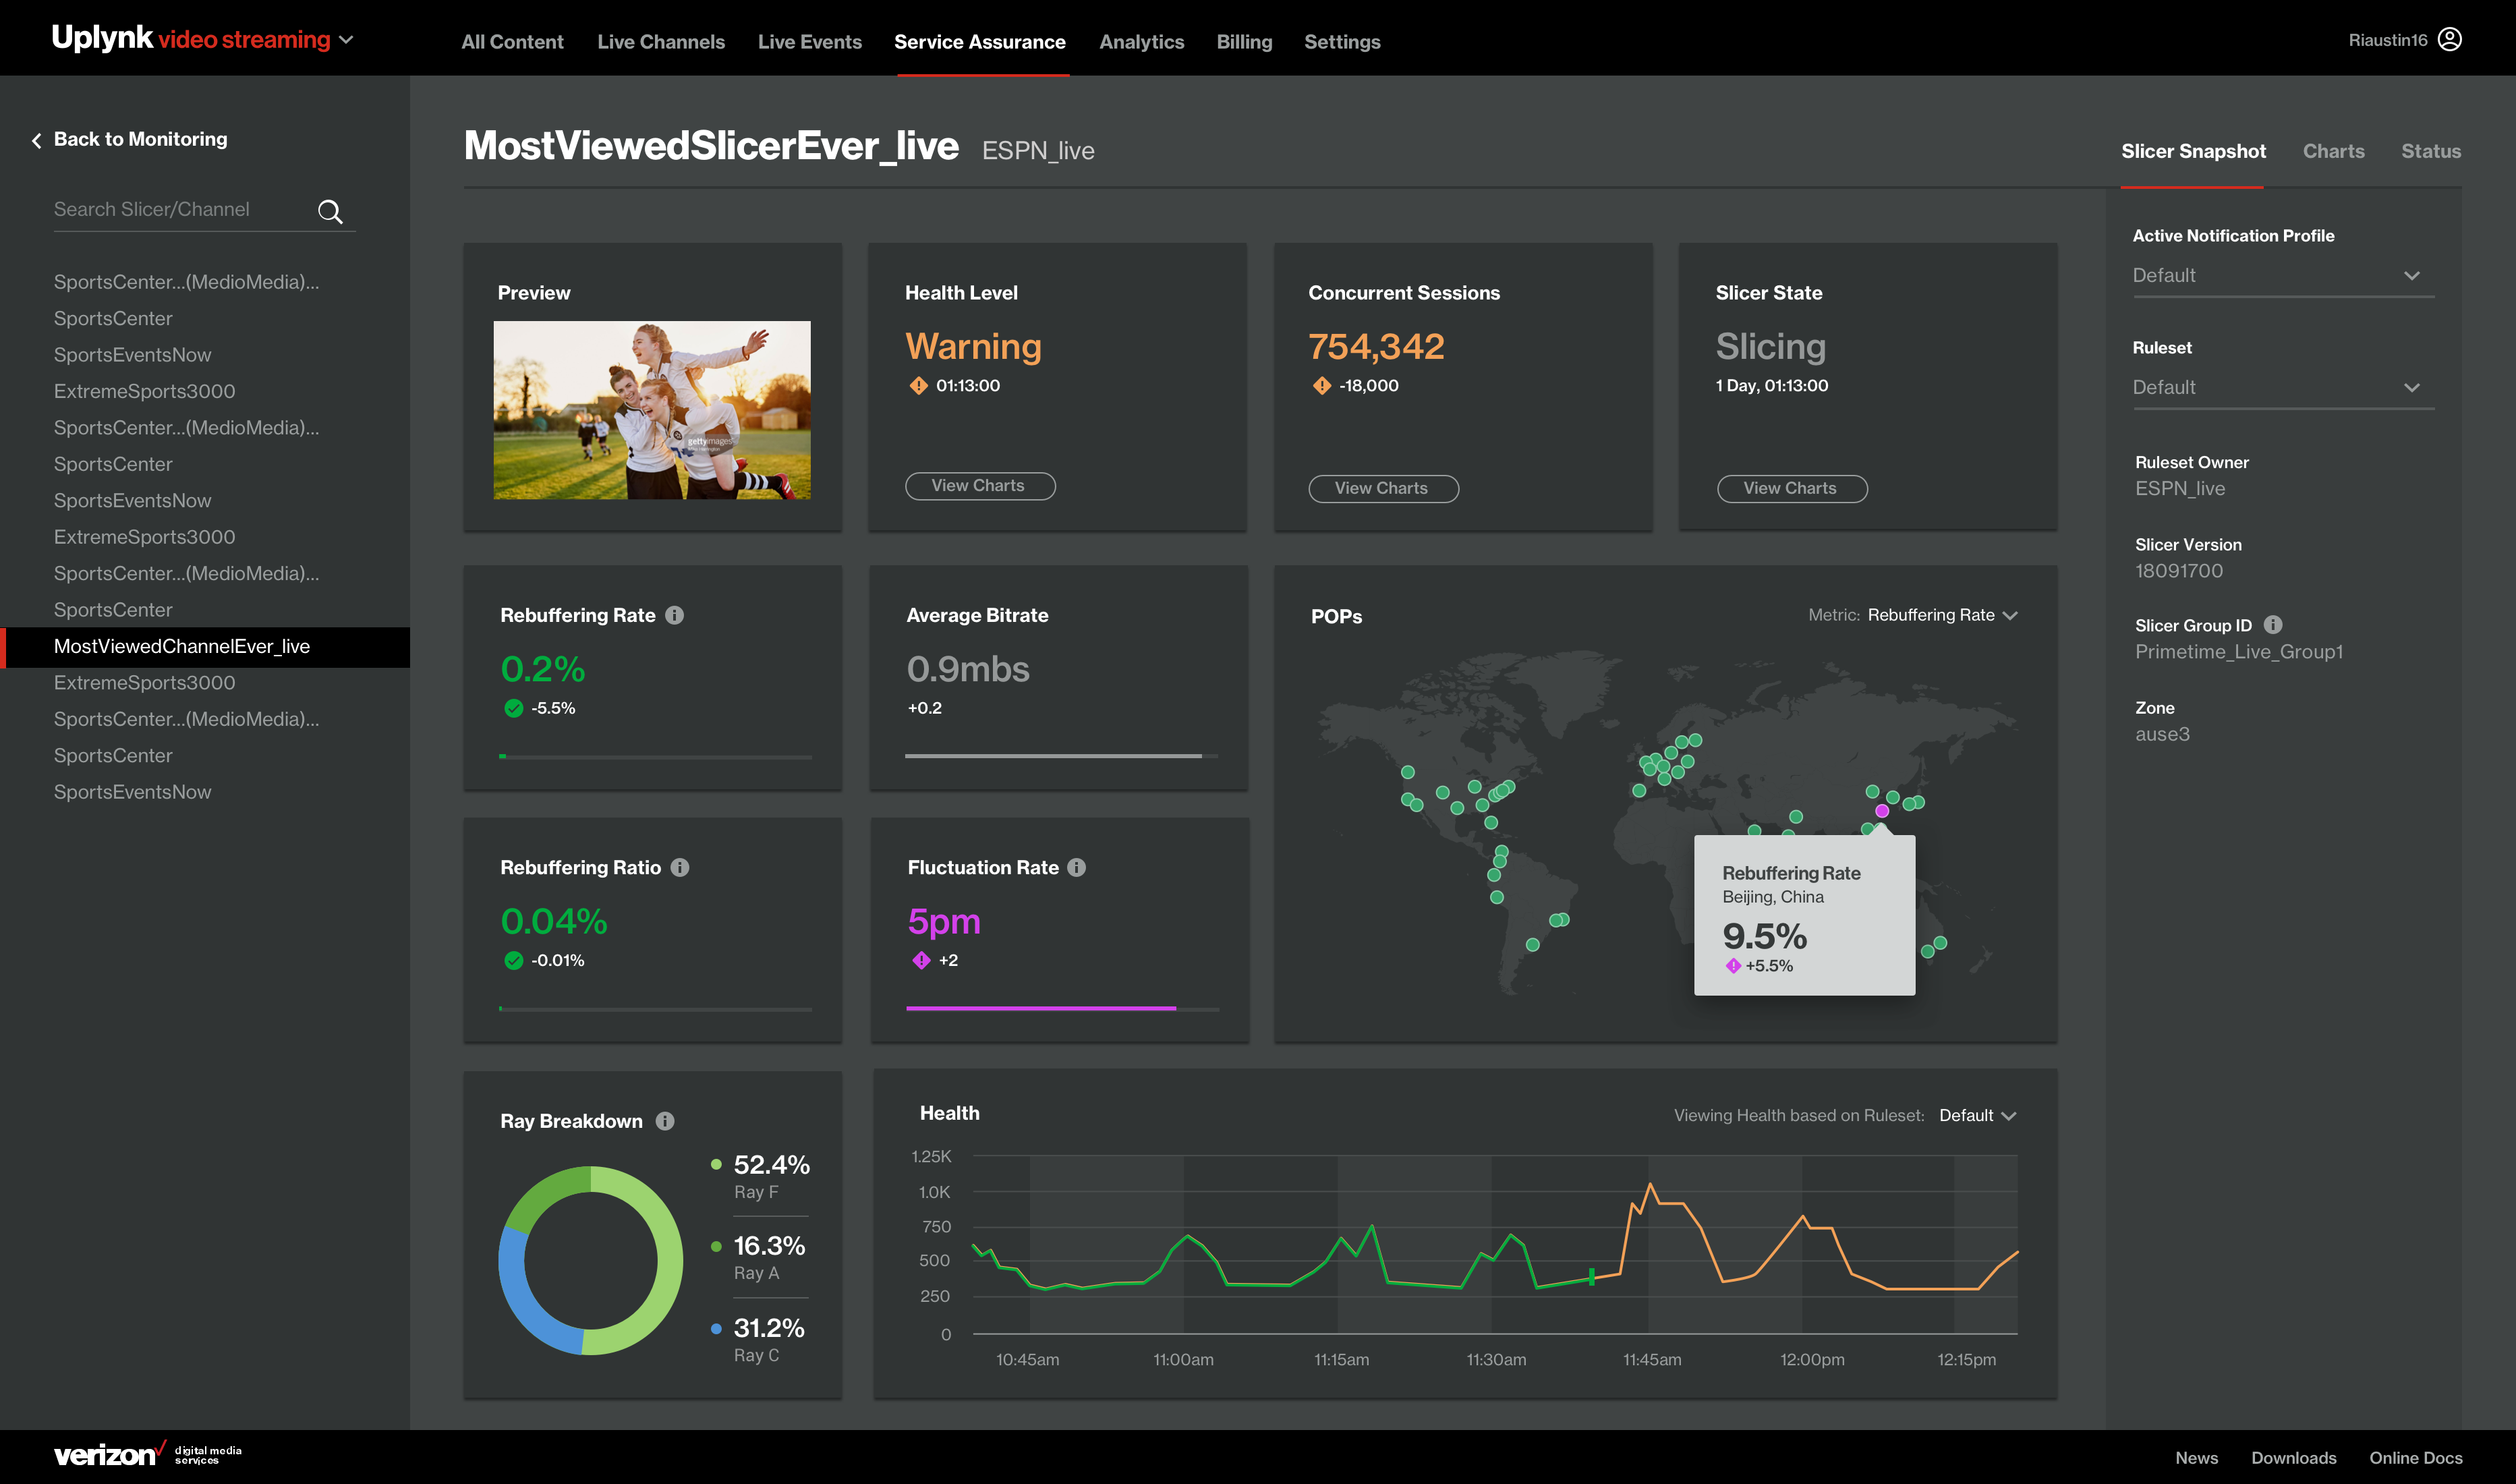 Uplynk video streaming
All Content
Live Channels
Live Events
Service Assurance
Analytics
Billing
Settings
Riaustin16
Back to Monitoring
Search Slicer/Channel
SportsCenter...(MedioMedia)...
SportsCenter
SportsEventsNow
ExtremeSports3000
SportsCenter...(MedioMedia)...
SportsCenter
SportsEventsNow
ExtremeSports3000
SportsCenter...(MedioMedia)...
SportsCenter
MostViewedChannelEver_live
ExtremeSports3000
SportsCenter...(MedioMedia)...
SportsCenter
SportsEventsNow
MostViewedSlicerEver_live ESPN_live
Slicer Snapshot
Charts
Status
Preview
gettyimages
Health Level
Warning
01:13:00
View Charts
Concurrent Sessions
754,342
-18,000
View Charts
Slicer State
Slicing
1 Day, 01:13:00
View Charts
Rebuffering Rate
0.2%
-5.5%
Average Bitrate
0.9mbs
+0.2
POPs
Metric: Rebuffering Rate
Rebuffering Rate
Beijing, China
9.5%
+5.5%
Rebuffering Ratio
0.04%
-0.01%
Fluctuation Rate
5pm
+2
Ray Breakdown
52.4%
Ray F
16.3%
Ray A
31.2%
Ray C
Health
Viewing Health based on Ruleset: Default
1.25K
1.0K
750
500
250
0
10:45am
11:00am
11:15am
11:30am
11:45am
12:00pm
12:15pm
Active Notification Profile
Default
Ruleset
Default
Ruleset Owner
ESPN_live
Slicer Version
18091700
Slicer Group ID
Primetime_Live_Group1
Zone
ause3
verizon
digital media
services
News
Downloads
Online Docs